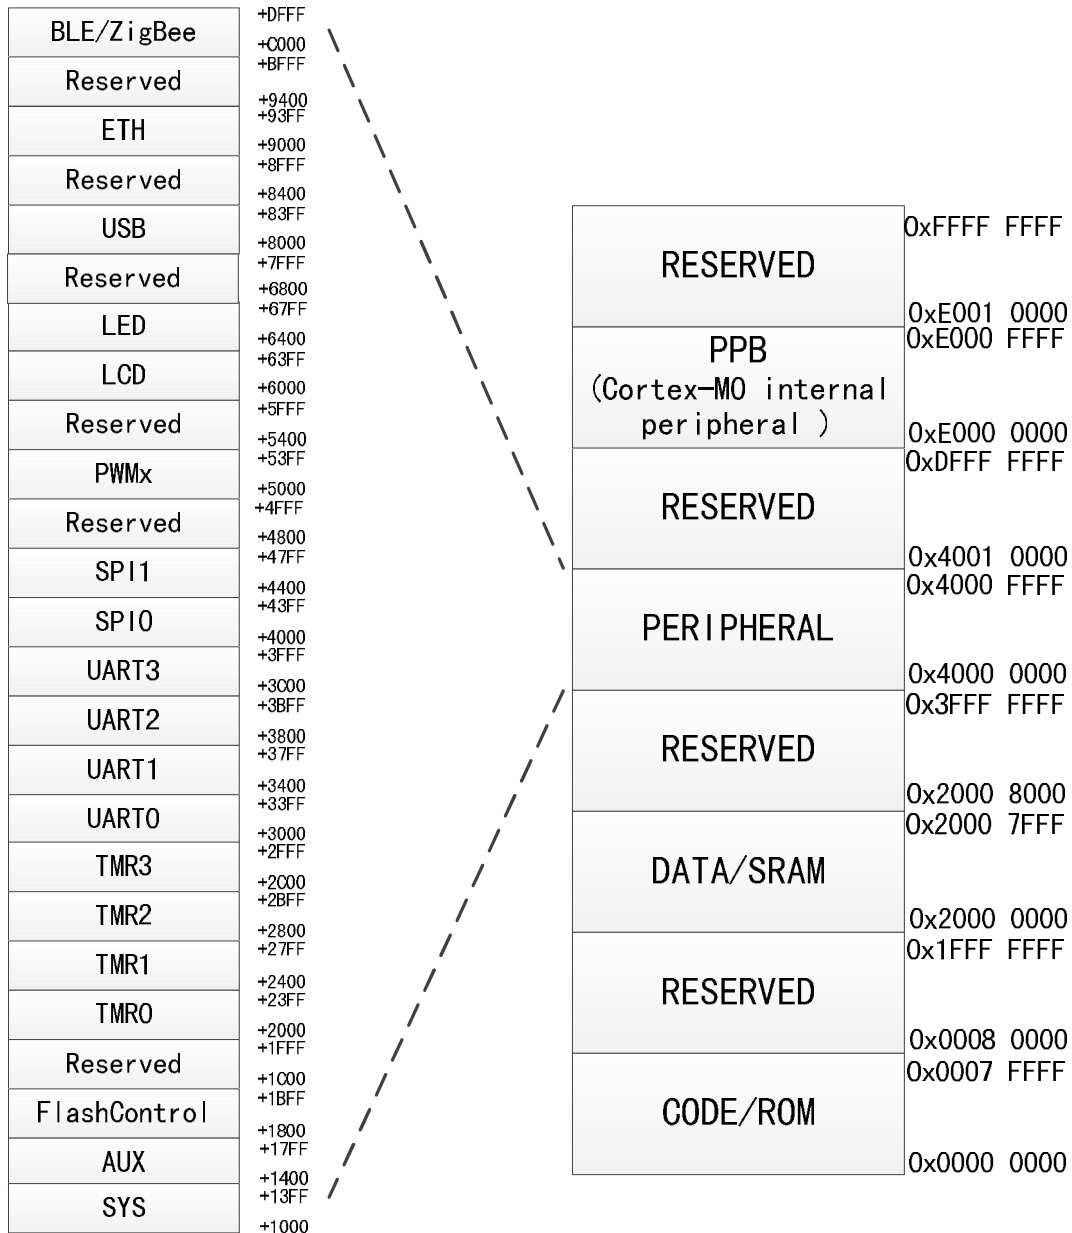 BLE/ZigBee
+DFFF
+C000
Reserved
+BFFF
+9400
ETH
+93FF
+9000
Reserved
+8FFF
+8400
USB
+83FF
+8000
Reserved
+7FFF
+6800
LED
+67FF
+6400
LCD
+63FF
+6000
Reserved
+5FFF
+5400
PWMx
+53FF
+5000
Reserved
+4FFF
+4800
SPI1
+47FF
+4400
SPI0
+43FF
+4000
UART3
+3FFF
+3C00
UART2
+3BFF
+3800
UART1
+37FF
+3400
UART0
+33FF
+3000
TMR3
+2FFF
+2C00
TMR2
+2BFF
+2800
TMR1
+27FF
+2400
TMR0
+23FF
+2000
Reserved
+1FFF
+1C00
FlashControl
+1BFF
+1800
AUX
+17FF
+1400
SYS
+13FF
+1000
RESERVED
0xFFFF FFFF
0xE001 0000
PPB
(Cortex-M0 internal
peripheral )
0xE000 FFFF
0xE000 0000
RESERVED
0xDFFF FFFF
0x4001 0000
PERIPHERAL
0x4000 FFFF
0x4000 0000
RESERVED
0x3FFF FFFF
0x2000 8000
DATA/SRAM
0x2000 7FFF
0x2000 0000
RESERVED
0x1FFF FFFF
0x0008 0000
CODE/ROM
0x0007 FFFF
0x0000 0000